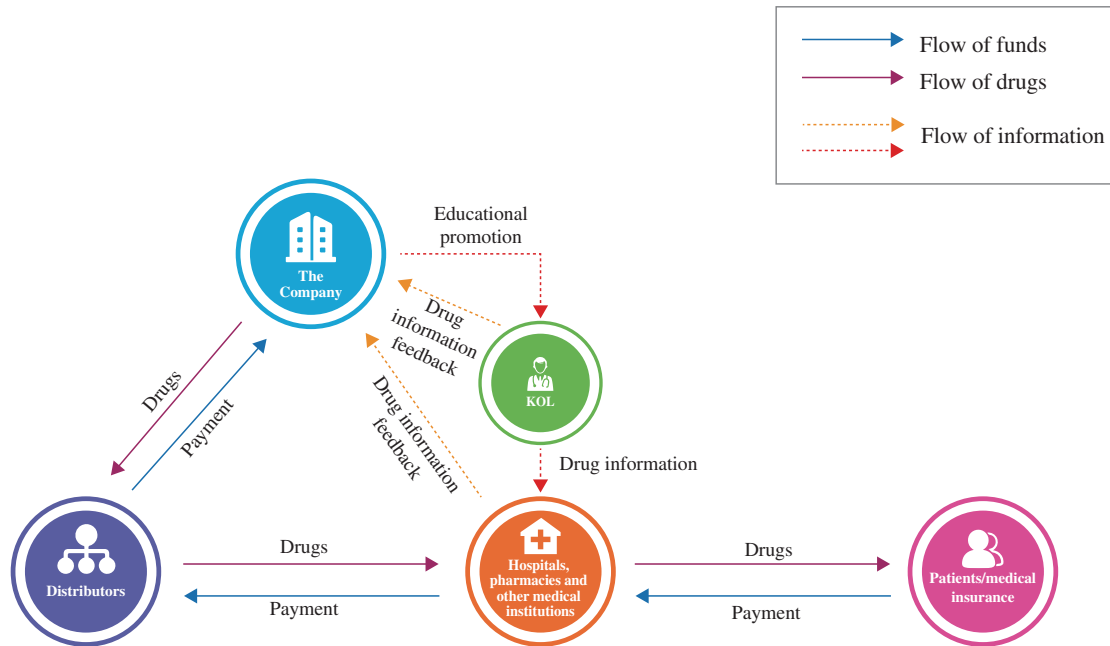 Flow of funds
Flow of drugs
Flow of information
Educational
promotion
The
Company
Drug
information
feedback
KOL
Drugs
Payment
Drug information
feedback
Drug information
Distributors
Drugs
Payment
Hospitals,
pharmacies and
other medical
institutions
Drugs
Payment
Patients/medical
insurance